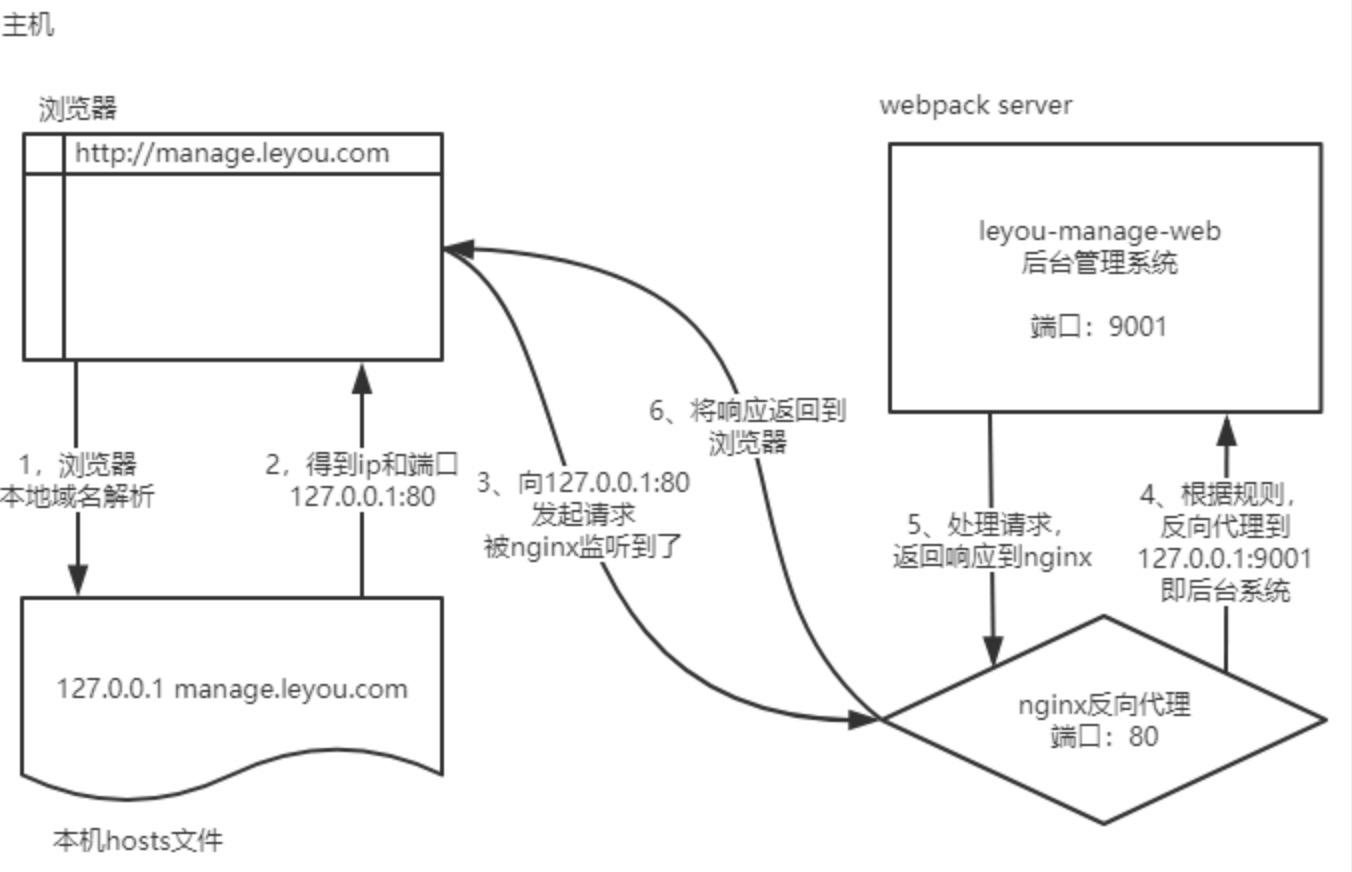 主机
浏览器
http://manage.leyou.com
webpack server
leyou-manage-web
后台管理系统
端口：9001
1，浏览器
本地域名解析
2，得到ip和端口
127.0.0.1:80
3、向127.0.0.1:80
发起请求
被nginx监听到了
6、将响应返回到
浏览器
5、处理请求，
返回响应到nginx
4、根据规则，
反向代理到
127.0.0.1:9001
即后台系统
127.0.0.1 manage.leyou.com
nginx反向代理
端口：80
本机hosts文件